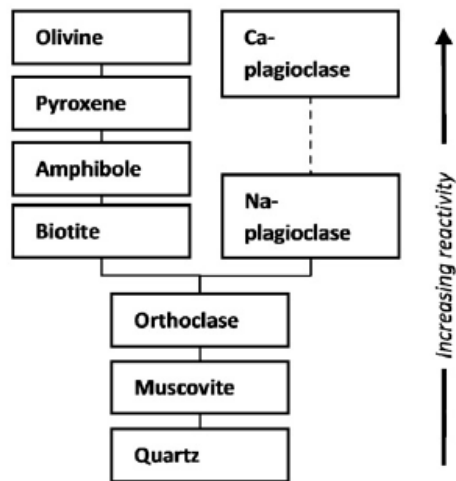 Olivine
Pyroxene
Amphibole
Biotite
Ca-
plagioclase
Na-
plagioclase
Orthoclase
Muscovite
Quartz
Increasing reactivity